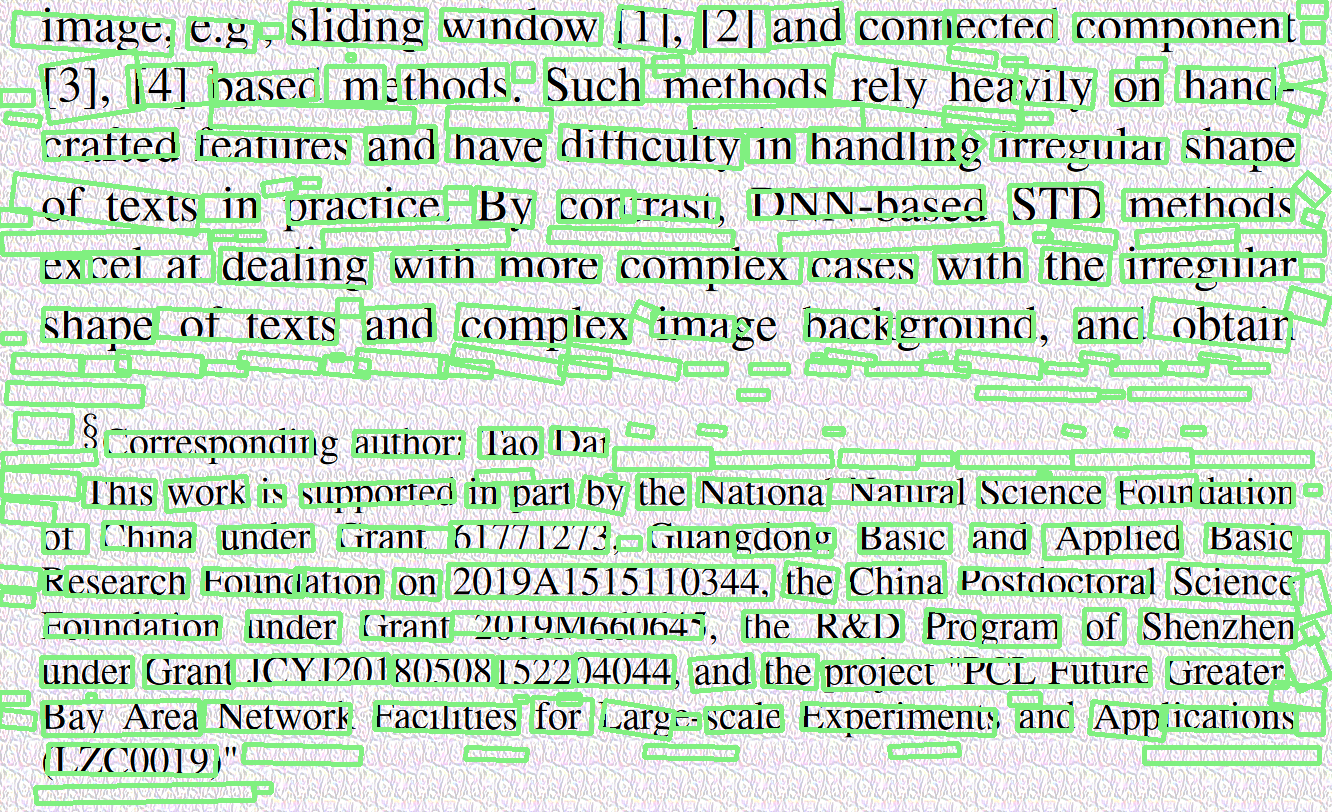 image, e.g., sliding window [1], [2] and connected component
[3], [4] based methods. Such methods rely heavily on hand-
crafted features and have difficulty in handling irregular shape
of texts in practice. By contrast, DNN-based STD methods
excel at dealing with more complex cases with the irregular
shape of texts and complex image background, and obtain
§Corresponding author: Tao Dai
This work is supported in part by the National Natural Science Foundation
of China under Grant 61771273, Guangdong Basic and Applied Basic
Research Foundation on 2019A1515110344, the China Postdoctoral Science
Foundation under Grant 2019M660645, the R&D Program of Shenzhen
under Grant JCYJ20180508152204044, and the project "PCL Future Greater-
Bay Area Network Facilities for Large-scale Experiments and Applications
(LZC0019)"